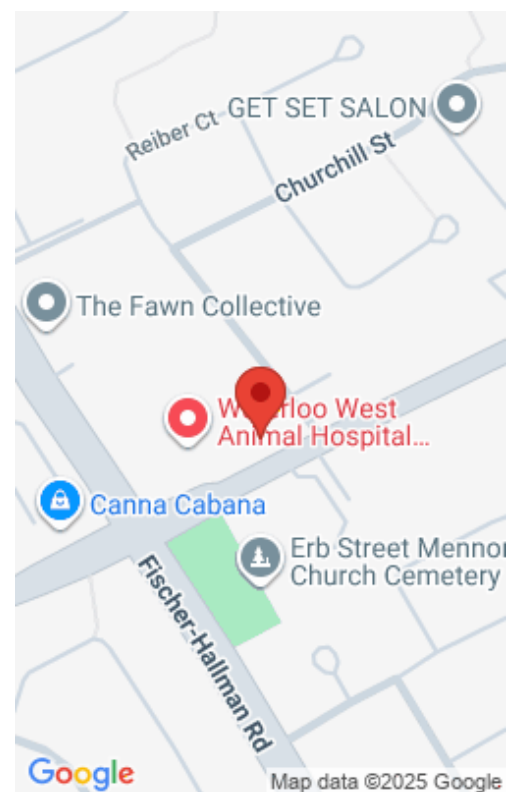 GET SET SALON
Reiber Ct
Churchill St
The Fawn Collective
West
Animal Hospital...
Canna Cabana
Erb Street Mennon
Church Cemetery
Fischer-Hallman Rd
Google
Map data ©2025 Google